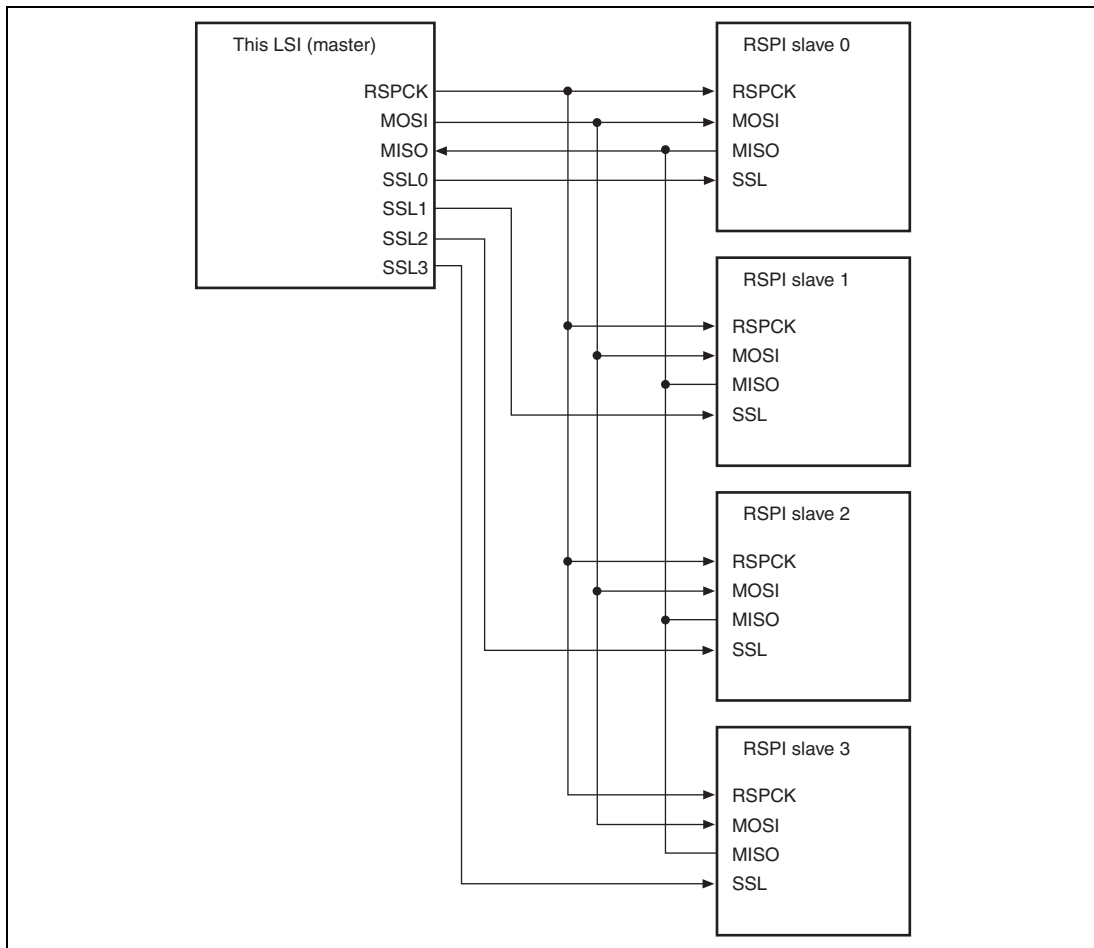 This LSI (master)
RSPCK
MOSI
MISO
SSL0
SSL1
SSL2
SSL3
RSPI slave 0
RSPCK
MOSI
MISO
SSL
RSPI slave 1
RSPCK
MOSI
MISO
SSL
RSPI slave 2
RSPCK
MOSI
MISO
SSL
RSPI slave 3
RSPCK
MOSI
MISO
SSL